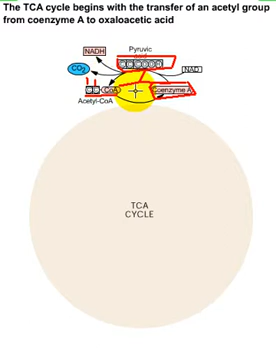 The TCA cycle begins with the transfer of an acetyl group
from coenzyme A to oxaloacetic acid
NADH
Pyruvic
CO₂
NAD
C C CoA
Coenzyme A
Acetyl-CoA
TCA
CYCLE